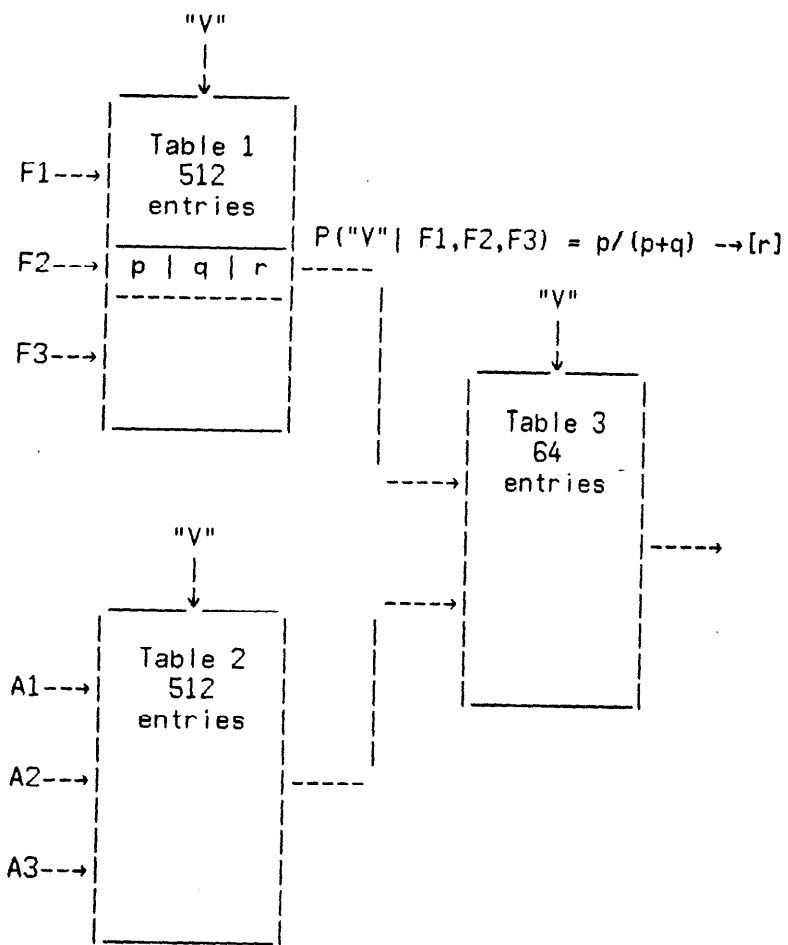 "V"
Table 1
512
entries
F1--->
P("V"| F1,F2,F3) = p/(p+q) -->[r]
F2--->
p | q | r
"V"
F3--->
Table 3
64
entries
"V"
Table 2
512
entries
A1--->
A2--->
A3--->